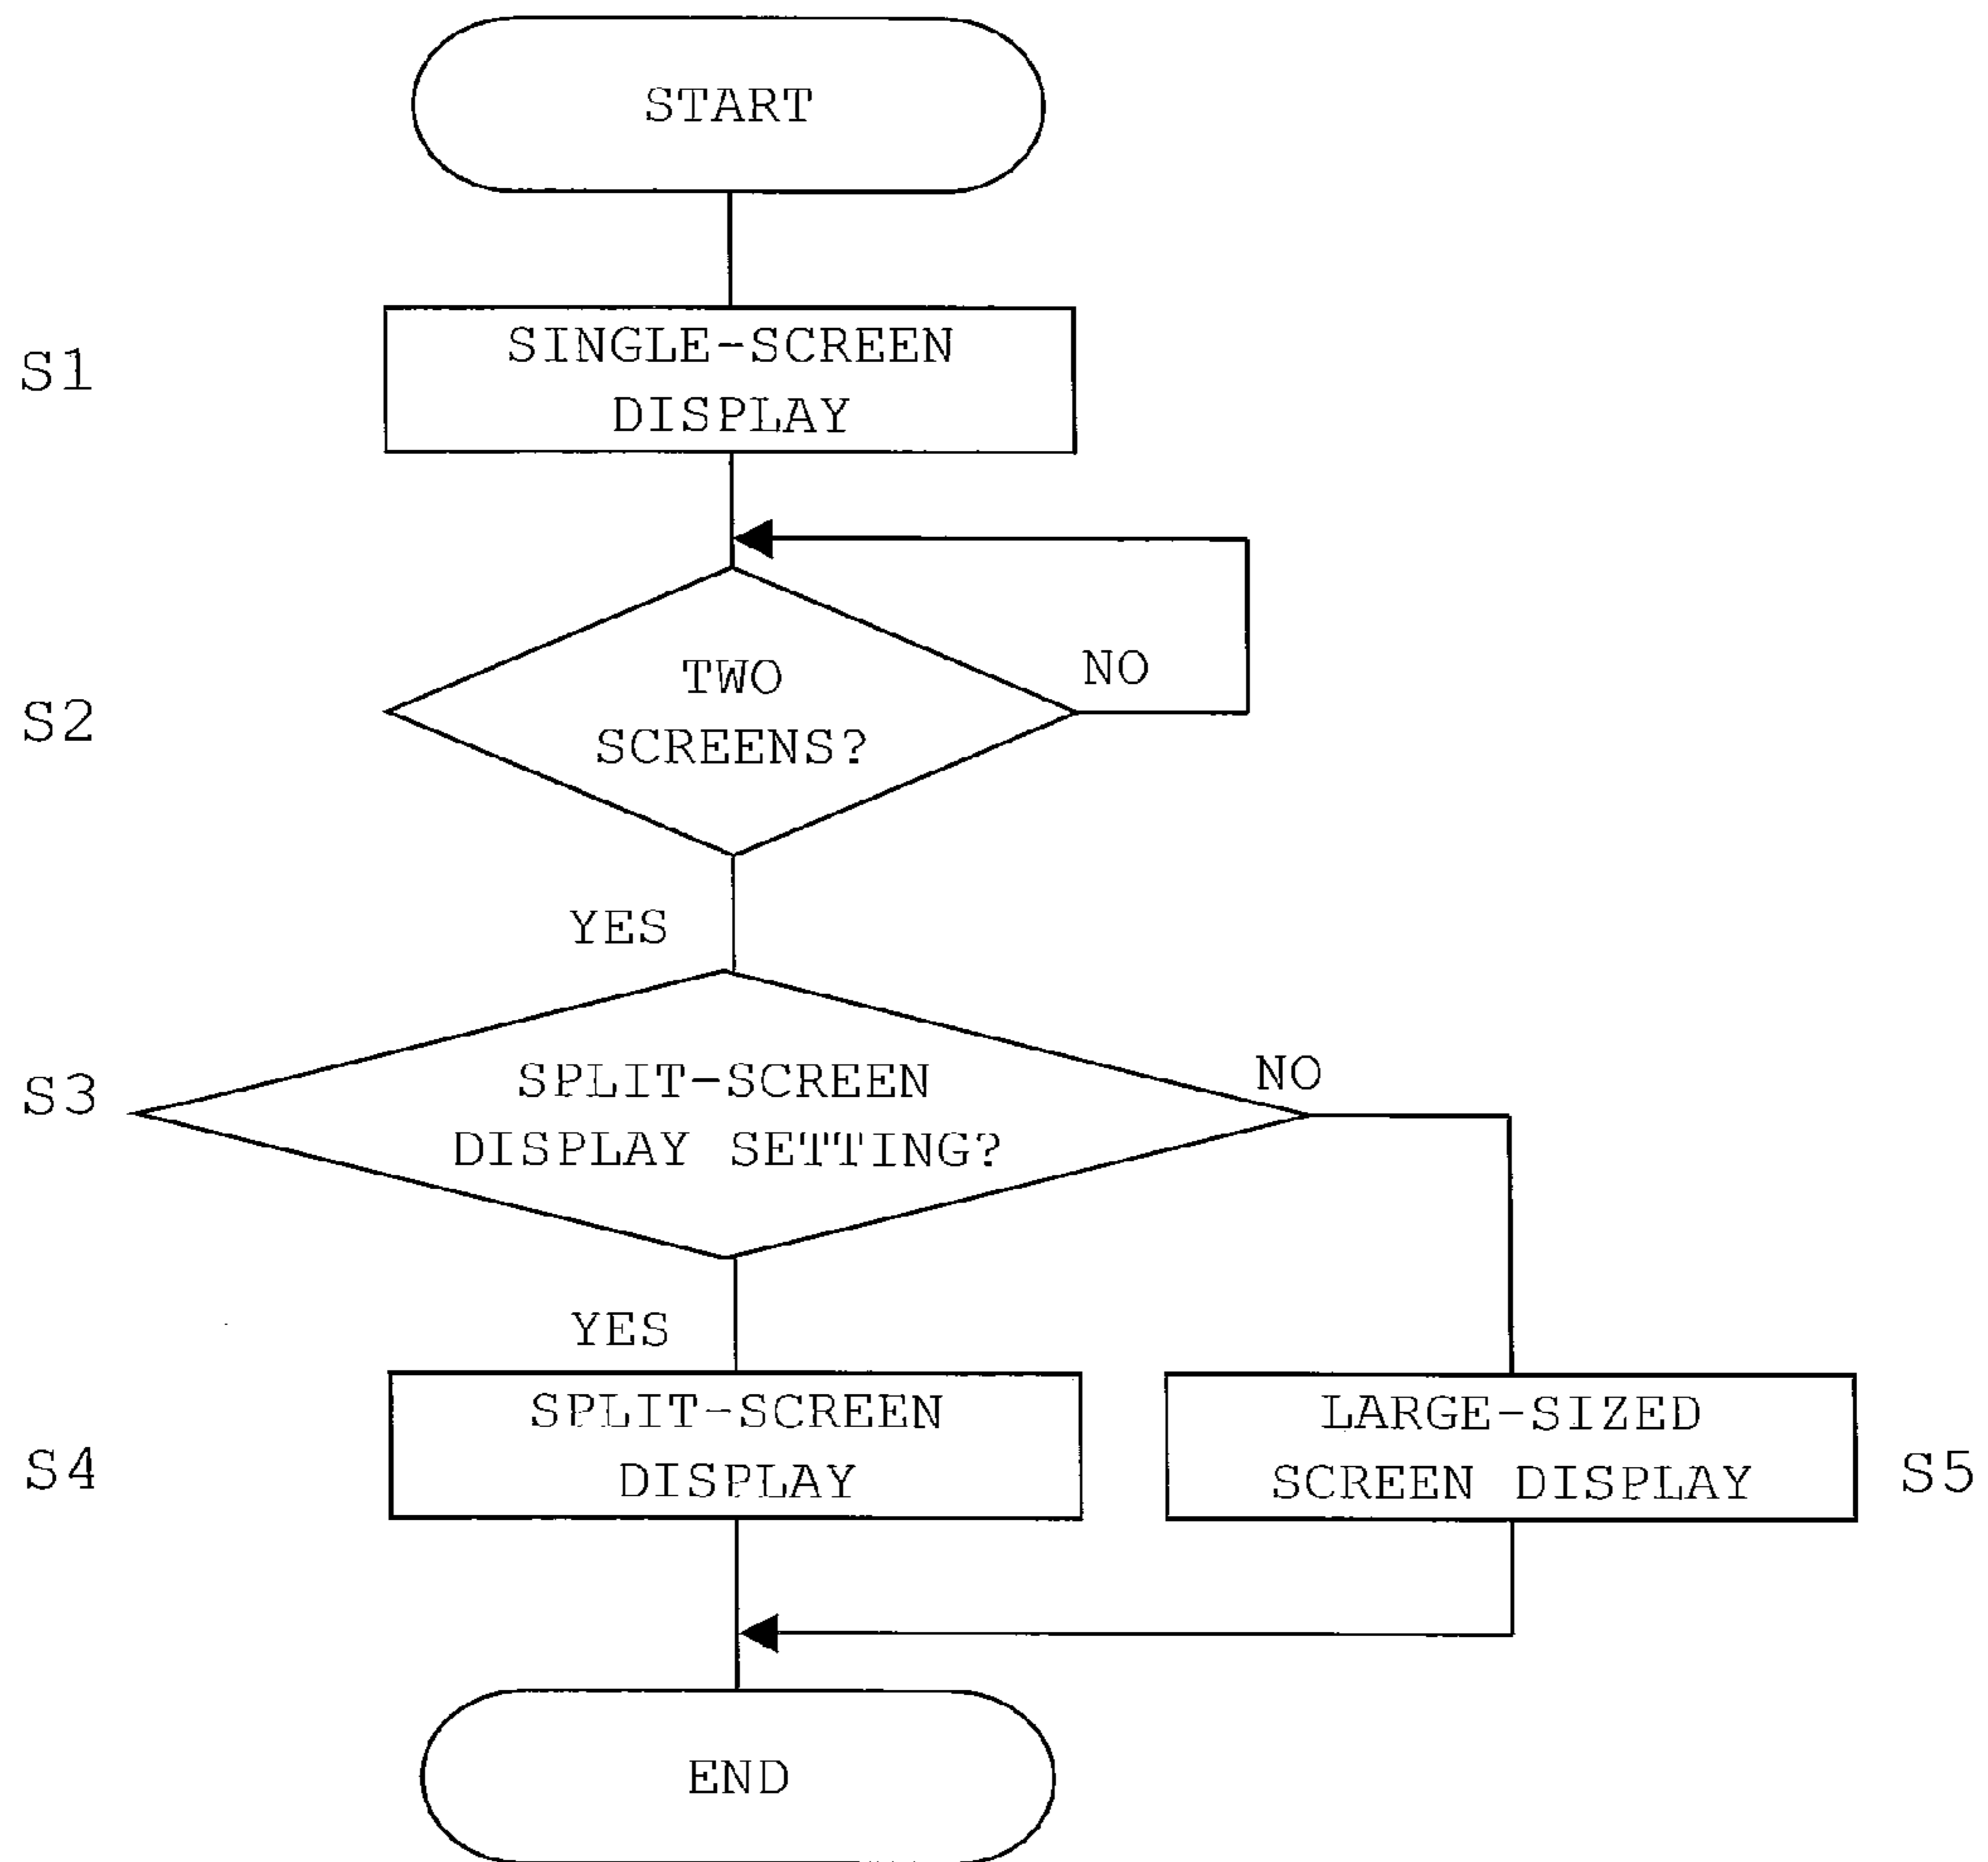 START
S1
SINGLE-SCREEN
DISPLAY
S2
TWO
SCREENS?
NO
YES
S3
SPLIT-SCREEN
DISPLAY SETTING?
NO
YES
S4
SPLIT-SCREEN
DISPLAY
LARGE-SIZED
SCREEN DISPLAY
S5
END